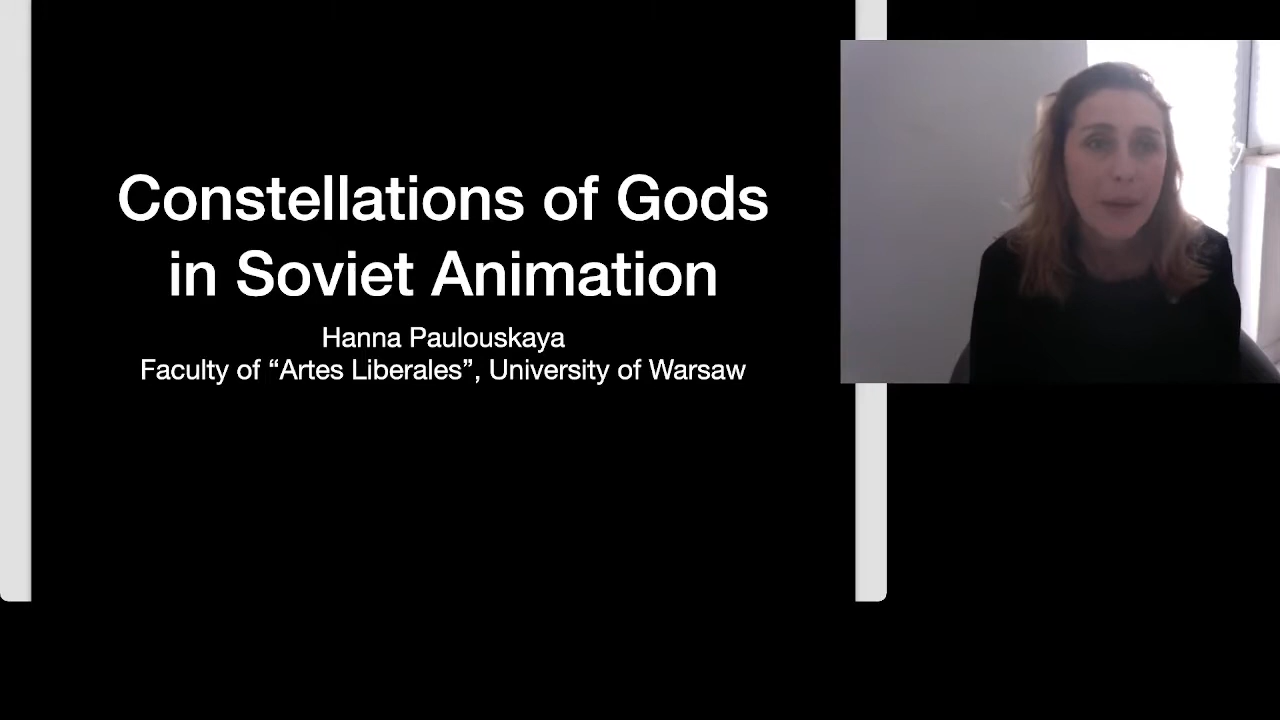 Constellations of Gods
in Soviet Animation
Hanna Paulouskaya
Faculty of “Artes Liberales”, University of Warsaw